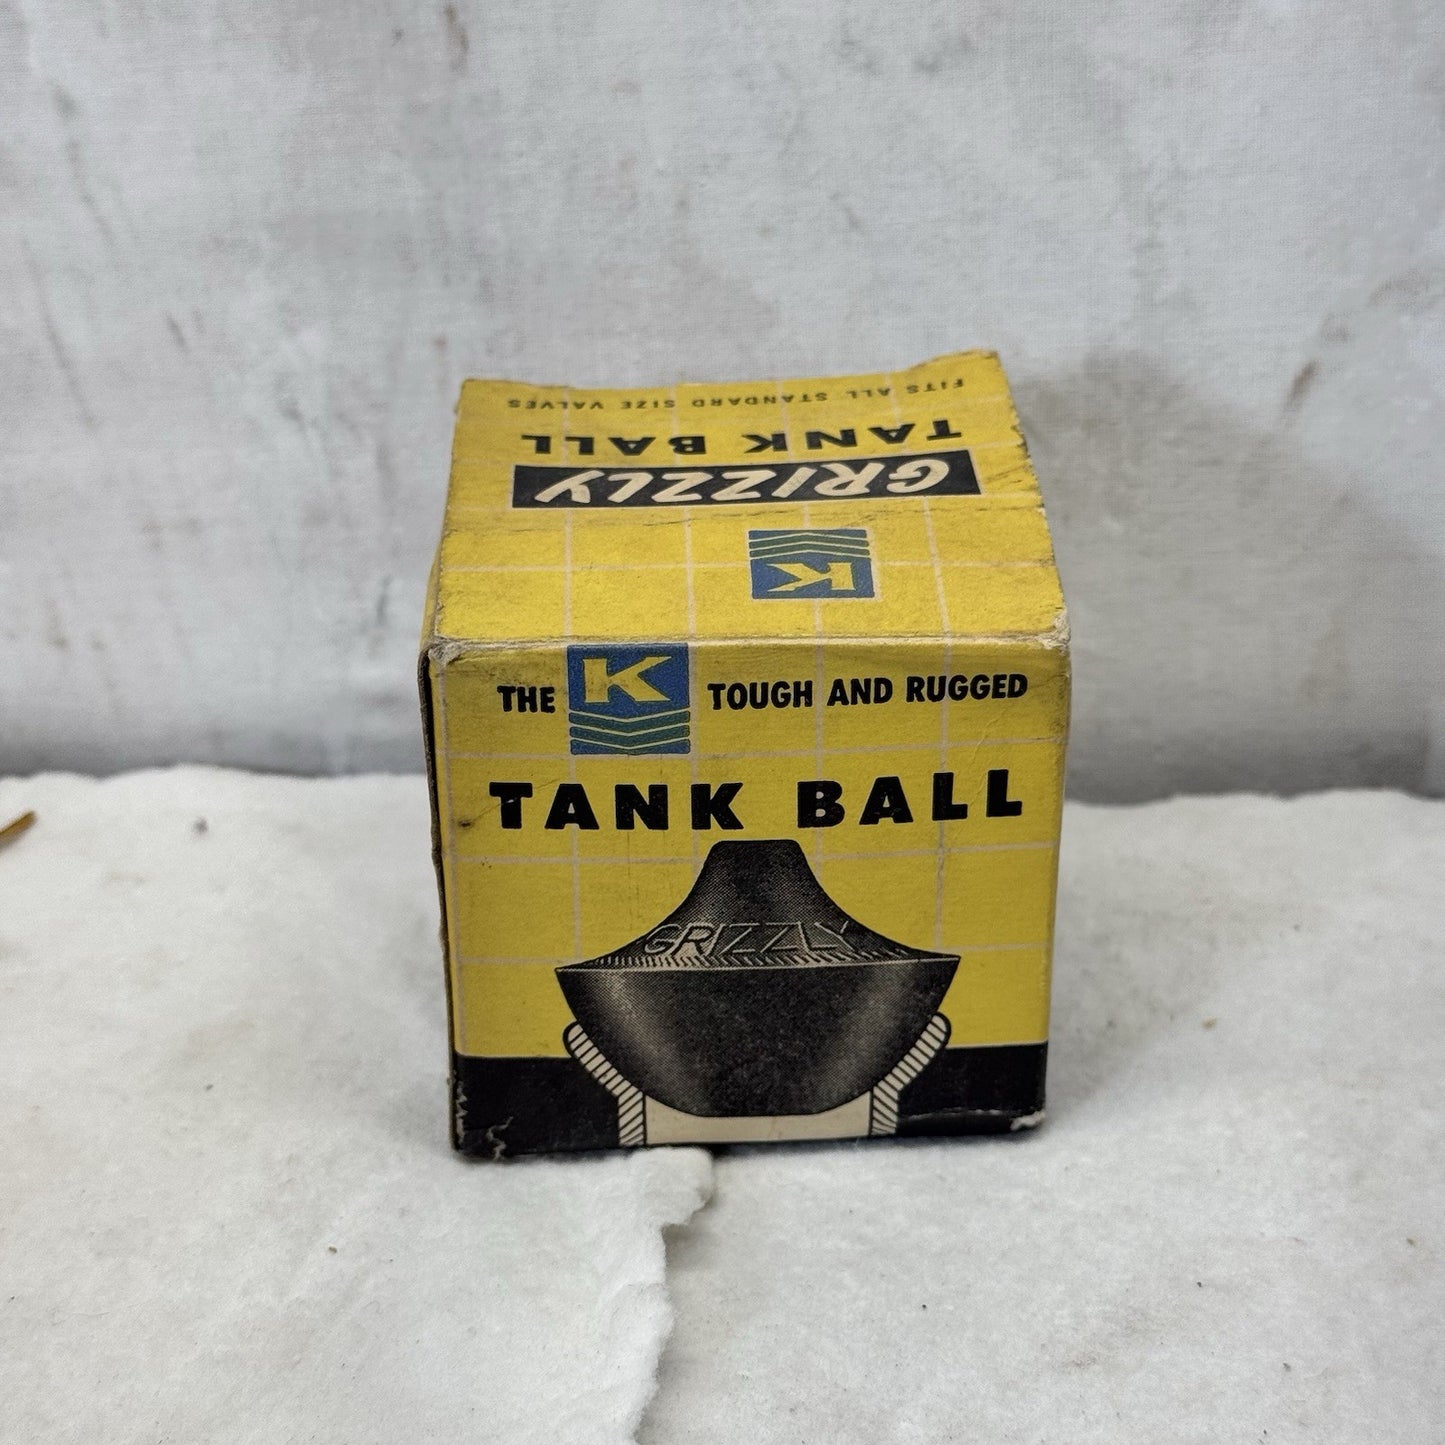 FITS ALL STANDARD SIZE VALVES
TANK BALL
GRIZZLY
K
THE K TOUGH AND RUGGED
TANK BALL
GRIZZLY